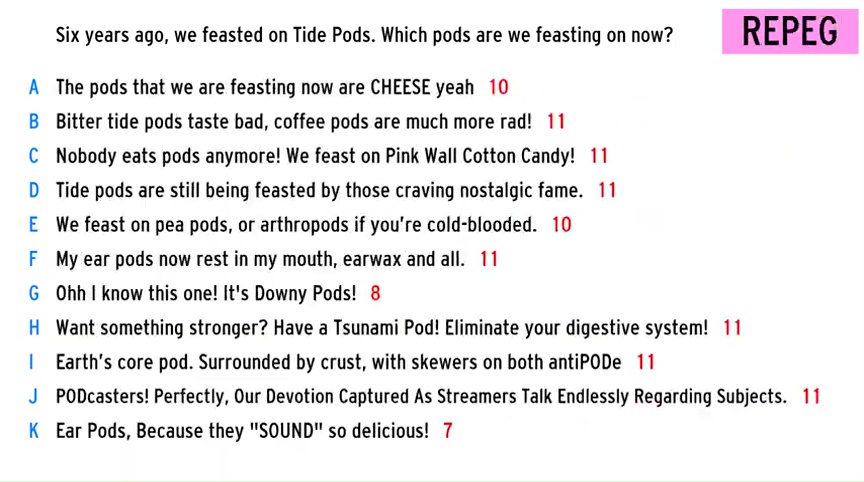 Six years ago, we feasted on Tide Pods. Which pods are we feasting on now?
REPEG
A The pods that we are feasting now are CHEESE yeah 10
B Bitter tide pods taste bad, coffee pods are much more rad! 11
C Nobody eats pods anymore! We feast on Pink Wall Cotton Candy! 11
D Tide pods are still being feasted by those craving nostalgic fame. 11
E We feast on pea pods, or arthropods if you're cold-blooded. 10
F My ear pods now rest in my mouth, earwax and all. 11
G Ohh I know this one! It's Downy Pods! 8
H Want something stronger? Have a Tsunami Pod! Eliminate your digestive system! 11
I Earth's core pod. Surrounded by crust, with skewers on both antiPODe 11
J PODcasters! Perfectly, Our Devotion Captured As Streamers Talk Endlessly Regarding Subjects. 11
K Ear Pods, Because they "SOUND" so delicious! 7